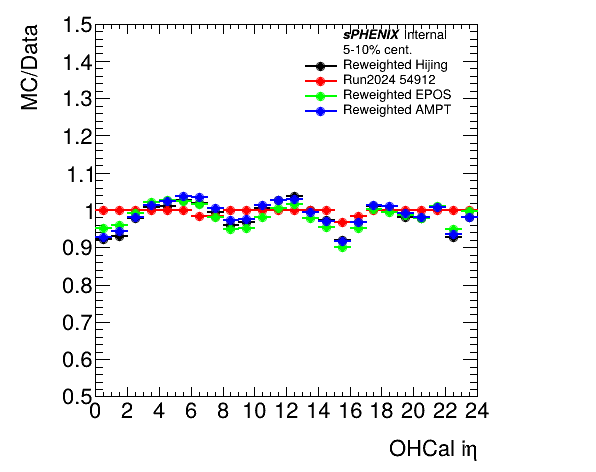 MC/Data
1.5
1.4
1.3
1.2
1.1
1
0.9
0.8
0.7
0.6
0.5
sPHENIX Internal
5-10% cent.
Reweighted Hijing
Run2024 54912
Reweighted EPOS
Reweighted AMPT
0 2 4 6 8 10 12 14 16 18 20 22 24
OHCal iη